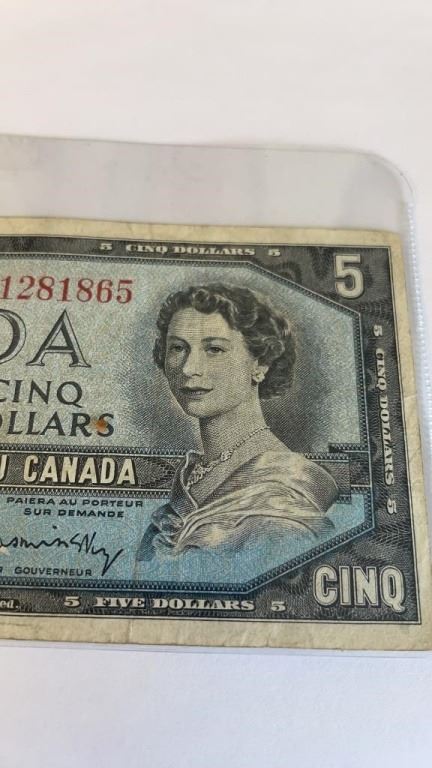 5 CINQ DOLLARS 5
1281865
5
DA
CINQ
DOLLARS
U CANADA
PAIERA AU PORTEUR
SUR DEMANDE
GOUVERNEUR
5 CINQ DOLLARS 5
CINQ
5 FIVE DOLLARS 5